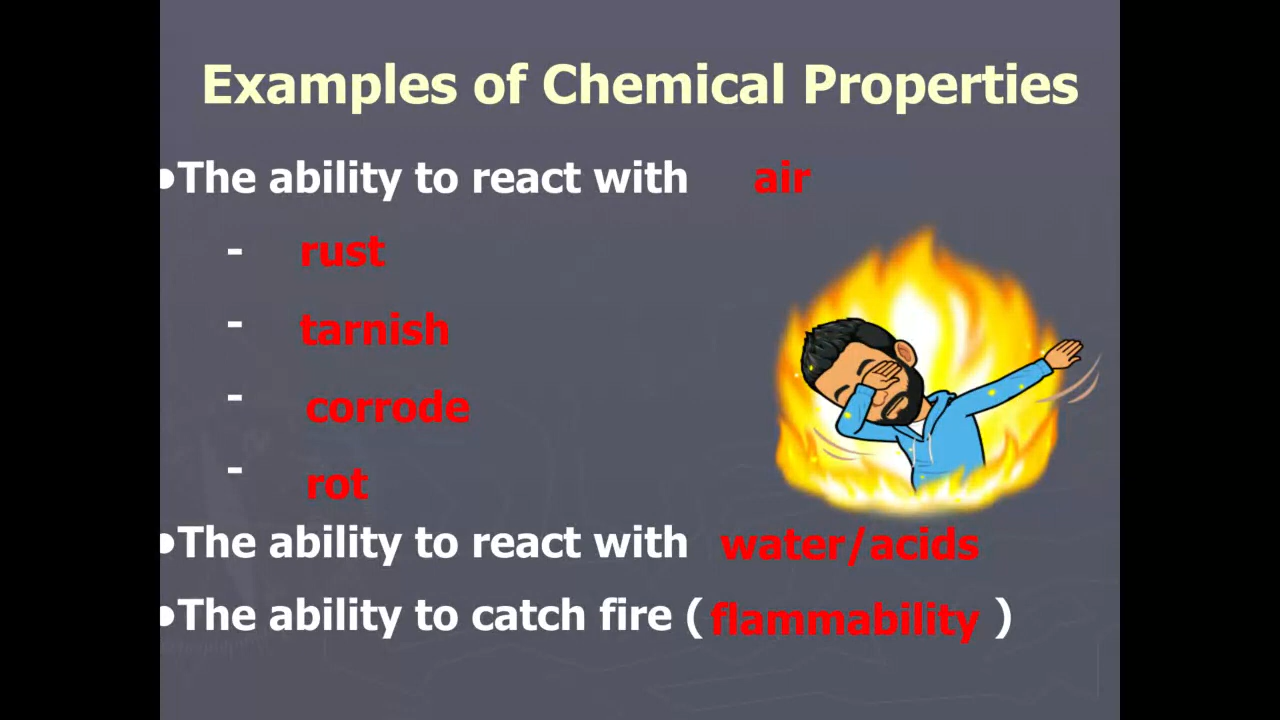 Examples of Chemical Properties
•The ability to react with air
- rust
- tarnish
- corrode
- rot
•The ability to react with water/acids
•The ability to catch fire ( flammability )